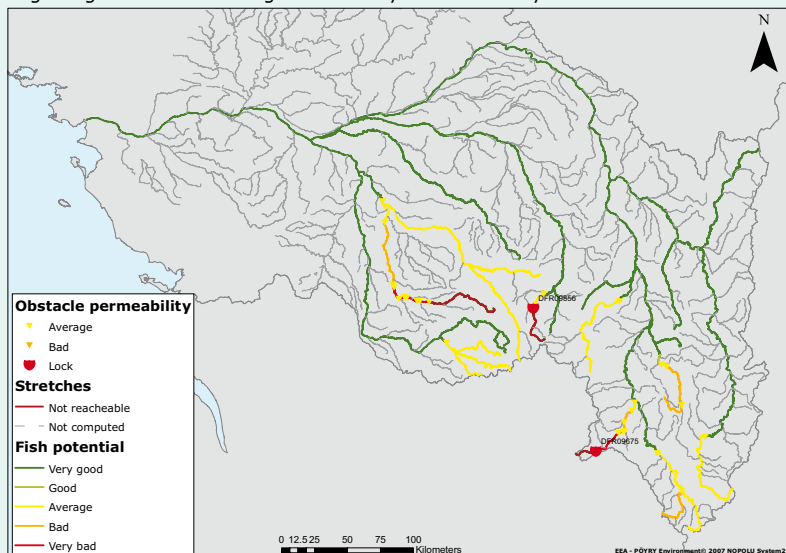 N
DFR09856
DFR09675
Obstacle permeability
Average
Bad
Lock
Stretches
Not reacheable
Not computed
Fish potential
Very good
Good
Average
Bad
Very bad
0 12.5 25 50 75 100
Kilometers
EEA - PÖYRY Environment© 2007 NOPOLU System2